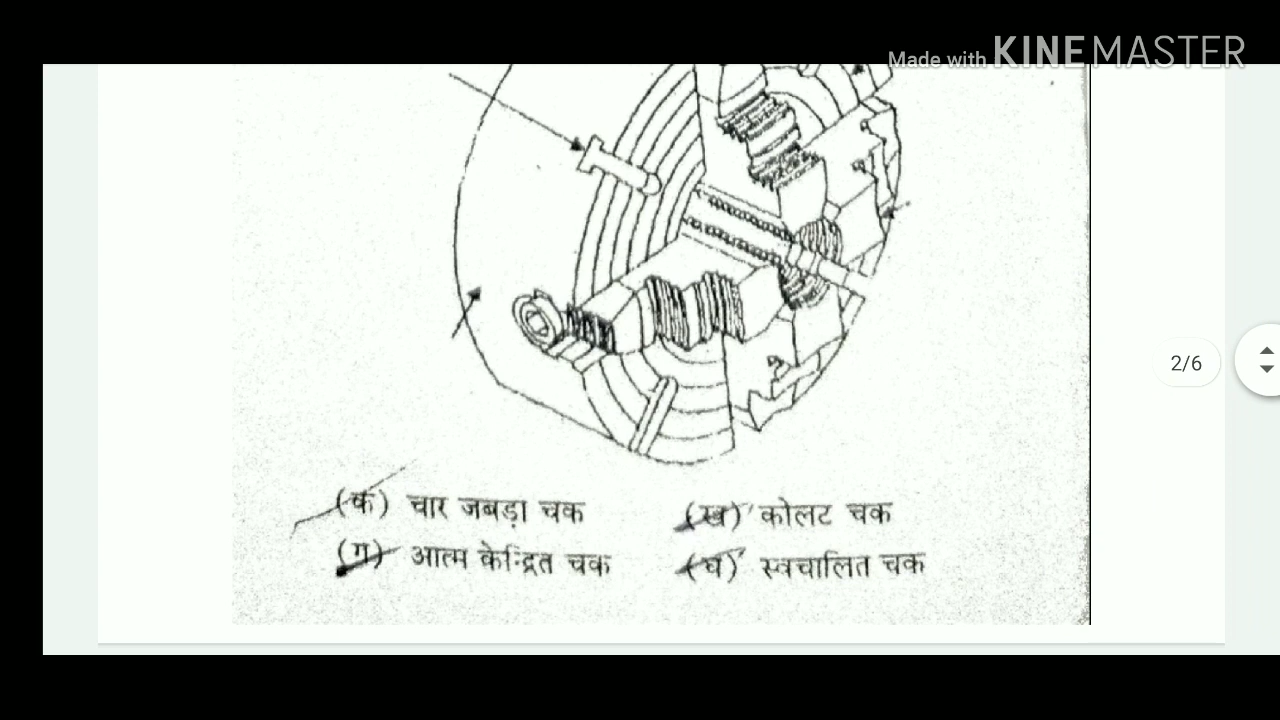 Made with KINEMASTER
2/6
(क) चार जबड़ा चक (ख) कोलट चक
(ग) आत्म केन्द्रित चक (घ) स्वचालित चक